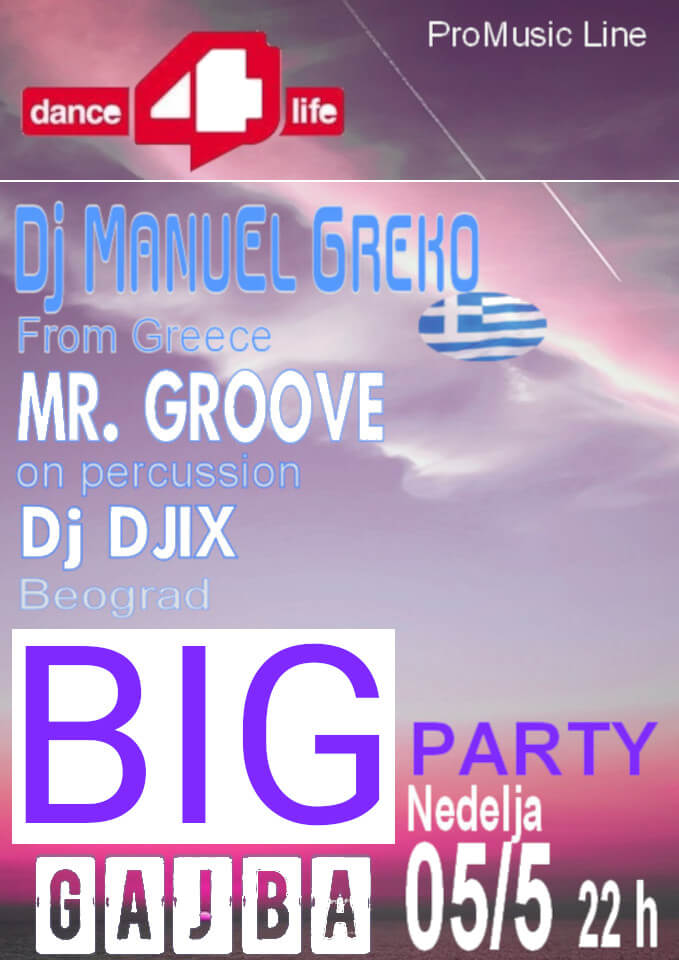 ProMusic Line
dance 4 life
Dj MANUEL GREKO
From Greece
MR. GROOVE
on percussion
Dj DJIX
Beograd
BIG
PARTY
Nedelja
05/5 22 h
GAJBA